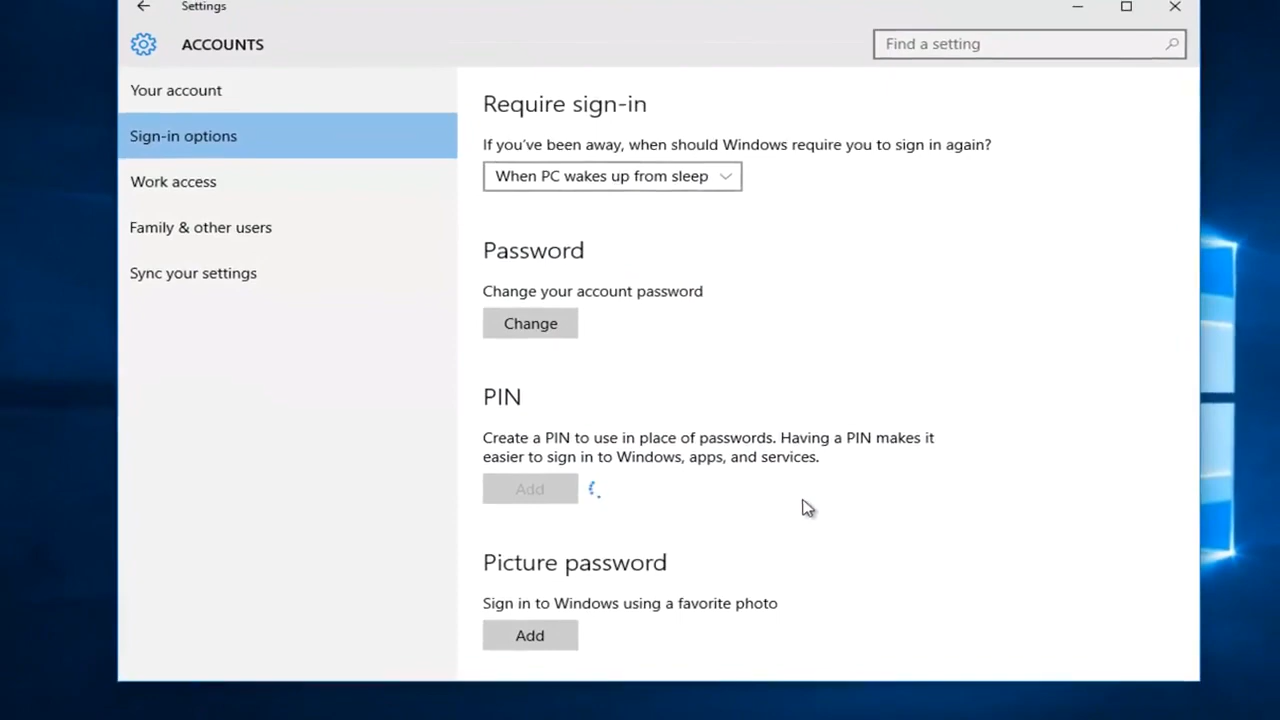 Settings
ACCOUNTS
Find a setting
Your account
Sign-in options
Work access
Family & other users
Sync your settings
Require sign-in
If you've been away, when should Windows require you to sign in again?
When PC wakes up from sleep
Password
Change your account password
Change
PIN
Create a PIN to use in place of passwords. Having a PIN makes it
easier to sign in to Windows, apps, and services.
Add
Picture password
Sign in to Windows using a favorite photo
Add